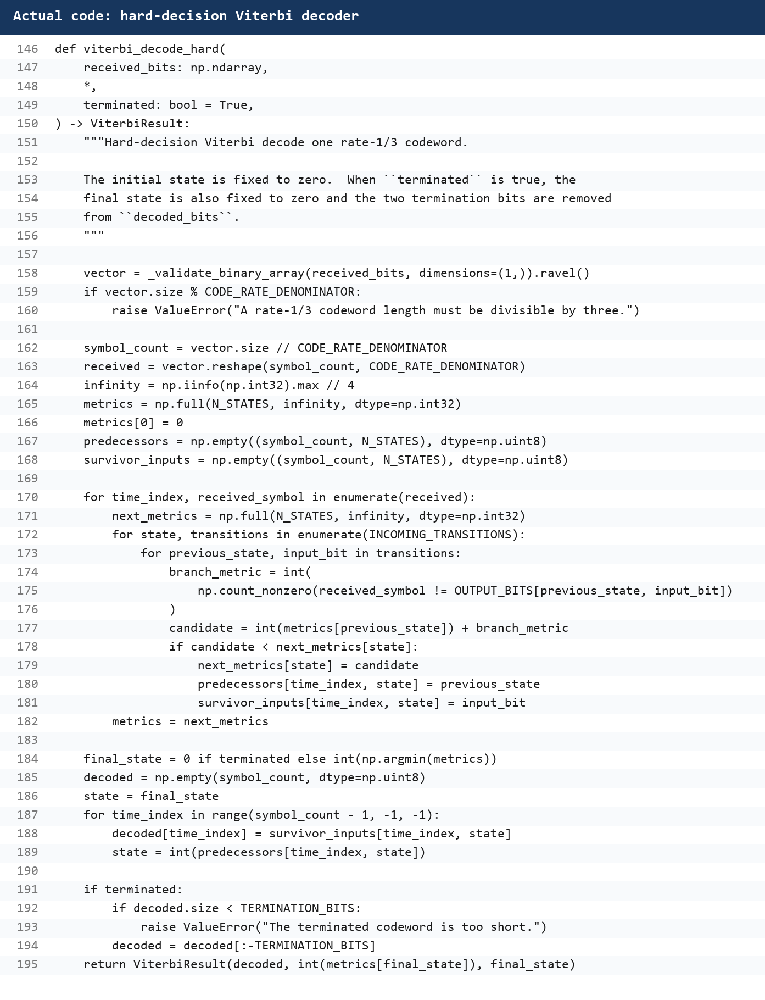 Actual code: hard-decision Viterbi decoder
146 def viterbi_decode_hard(
147     received_bits: np.ndarray,
148     *,
149     terminated: bool = True,
150 ) -> ViterbiResult:
151     """Hard-decision Viterbi decode one rate-1/3 codeword.
152
153     The initial state is fixed to zero.  When ``terminated`` is true, the
154     final state is also fixed to zero and the two termination bits are removed
155     from ``decoded_bits``.
156     """
157
158     vector = _validate_binary_array(received_bits, dimensions=(1,)).ravel()
159     if vector.size % CODE_RATE_DENOMINATOR:
160         raise ValueError("A rate-1/3 codeword length must be divisible by three.")
161
162     symbol_count = vector.size // CODE_RATE_DENOMINATOR
163     received = vector.reshape(symbol_count, CODE_RATE_DENOMINATOR)
164     infinity = np.iinfo(np.int32).max // 4
165     metrics = np.full(N_STATES, infinity, dtype=np.int32)
166     metrics[0] = 0
167     predecessors = np.empty((symbol_count, N_STATES), dtype=np.uint8)
168     survivor_inputs = np.empty((symbol_count, N_STATES), dtype=np.uint8)
169
170     for time_index, received_symbol in enumerate(received):
171         next_metrics = np.full(N_STATES, infinity, dtype=np.int32)
172         for state, transitions in enumerate(INCOMING_TRANSITIONS):
173             for previous_state, input_bit in transitions:
174                 branch_metric = int(
175                     np.count_nonzero(received_symbol != OUTPUT_BITS[previous_state, input_bit])
176                 )
177                 candidate = int(metrics[previous_state]) + branch_metric
178                 if candidate < next_metrics[state]:
179                     next_metrics[state] = candidate
180                     predecessors[time_index, state] = previous_state
181                     survivor_inputs[time_index, state] = input_bit
182         metrics = next_metrics
183
184     final_state = 0 if terminated else int(np.argmin(metrics))
185     decoded = np.empty(symbol_count, dtype=np.uint8)
186     state = final_state
187     for time_index in range(symbol_count - 1, -1, -1):
188         decoded[time_index] = survivor_inputs[time_index, state]
189         state = int(predecessors[time_index, state])
190
191     if terminated:
192         if decoded.size < TERMINATION_BITS:
193             raise ValueError("The terminated codeword is too short.")
194         decoded = decoded[:-TERMINATION_BITS]
195     return ViterbiResult(decoded, int(metrics[final_state]), final_state)